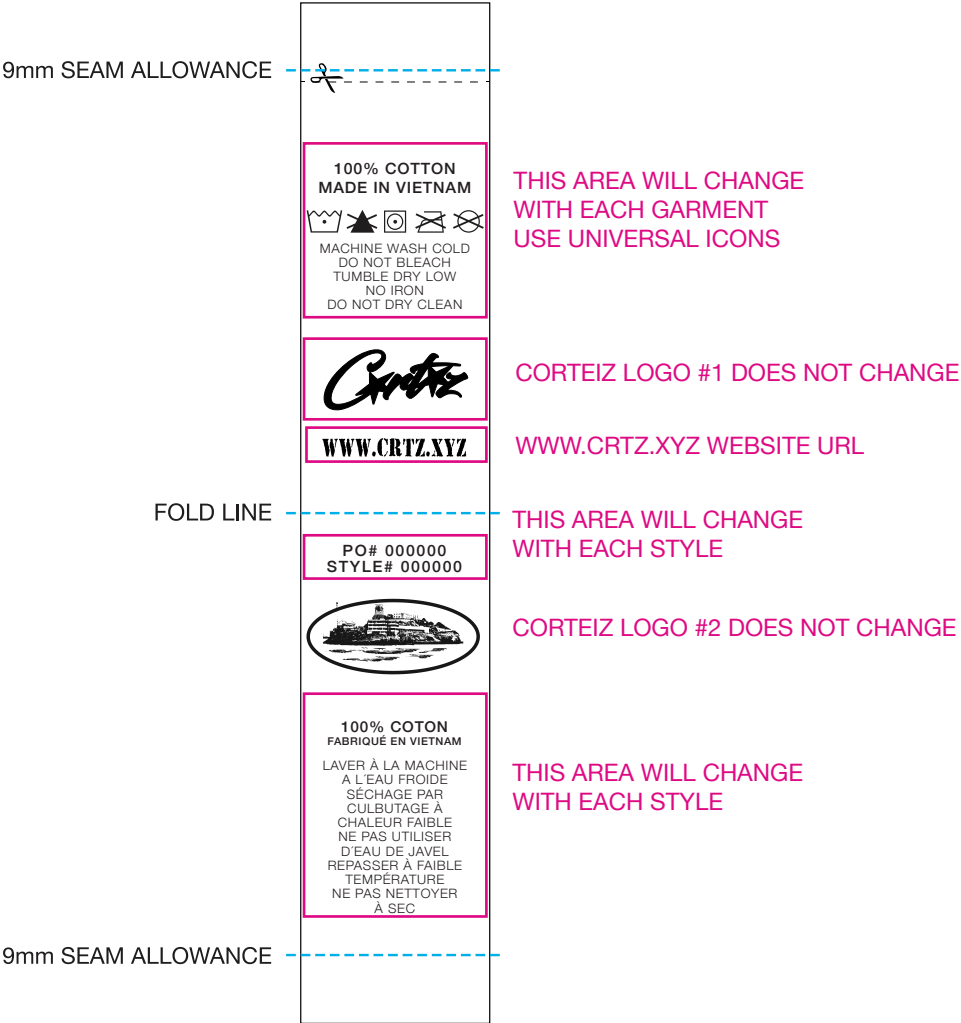 9mm SEAM ALLOWANCE
100% COTTON
MADE IN VIETNAM
MACHINE WASH COLD
DO NOT BLEACH
TUMBLE DRY LOW
NO IRON
DO NOT DRY CLEAN
THIS AREA WILL CHANGE
WITH EACH GARMENT
USE UNIVERSAL ICONS
CORTEIZ LOGO #1 DOES NOT CHANGE
WWW.CRTZ.XYZ
WWW.CRTZ.XYZ WEBSITE URL
FOLD LINE
THIS AREA WILL CHANGE
WITH EACH STYLE
PO# 000000
STYLE# 000000
CORTEIZ LOGO #2 DOES NOT CHANGE
100% COTON
FABRIQUÉ EN VIETNAM
LAVER À LA MACHINE
A L´EAU FROIDE
SÉCHAGE PAR
CULBUTAGE À
CHALEUR FAIBLE
NE PAS UTILISER
D´EAU DE JAVEL
REPASSER À FAIBLE
TEMPÉRATURE
NE PAS NETTOYER
À SEC
THIS AREA WILL CHANGE
WITH EACH STYLE
9mm SEAM ALLOWANCE